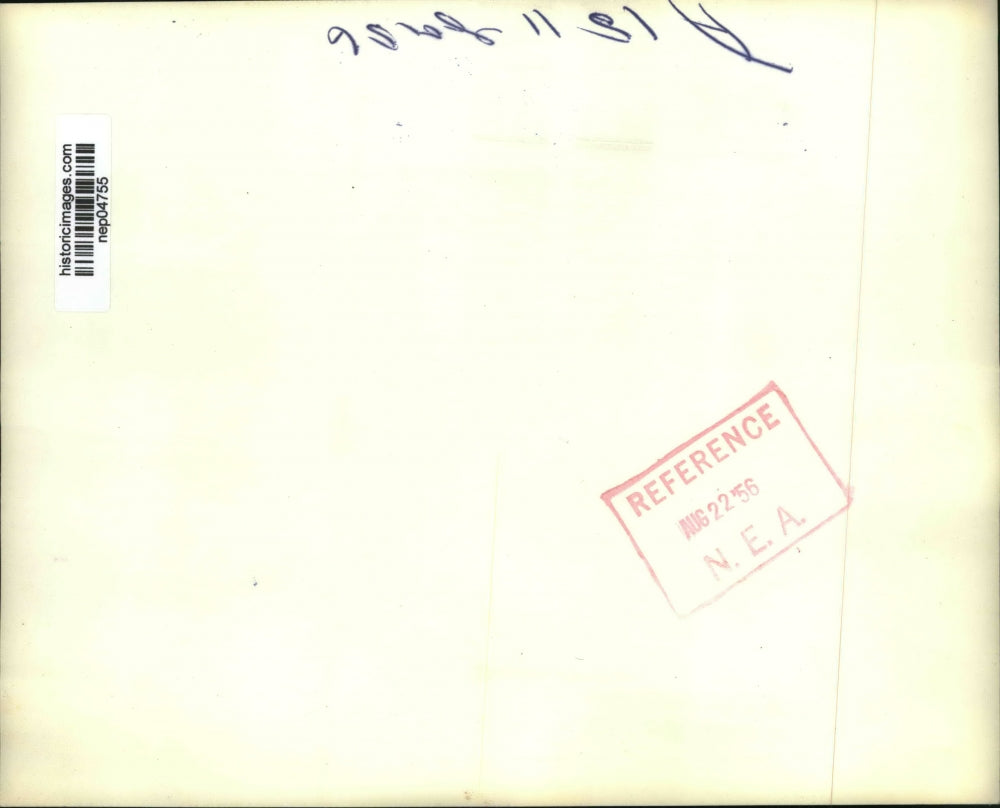 historicimages.com
nep04755
REFERENCE
AUG 22 '56
N. E. A.